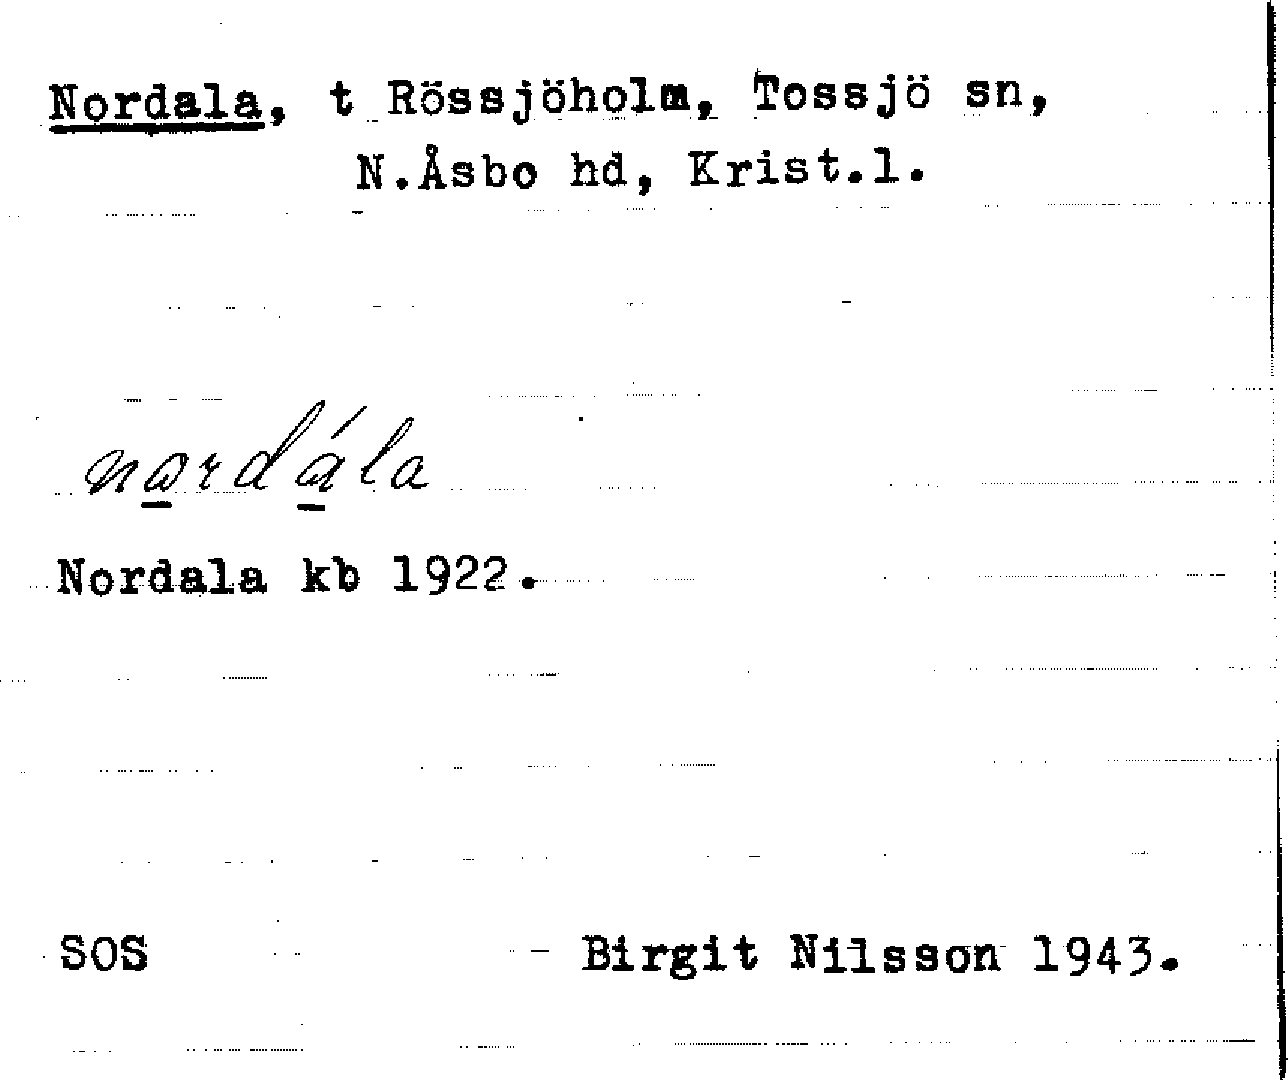 Nordala, t Rössjöholm, Tossjö sn,
N.Åsbo hd, Krist.l.
nordála
Nordala kb 1922.
SOS - Birgit Nilsson 1943.